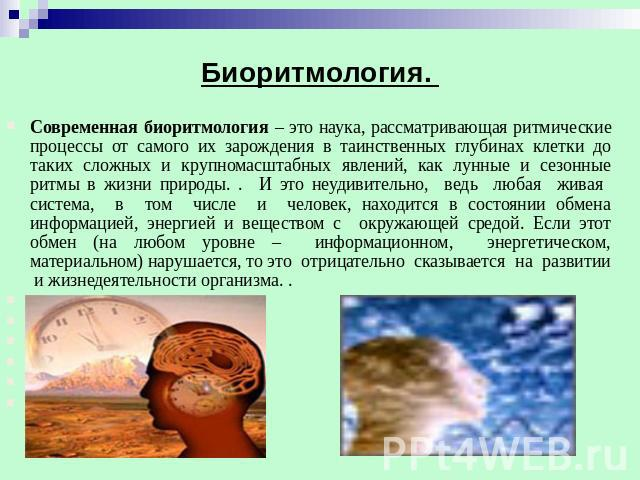 Биоритмология.
Современная биоритмология – это наука, рассматривающая ритмические
процессы от самого их зарождения в таинственных глубинах клетки до
таких сложных и крупномасштабных явлений, как лунные и сезонные
ритмы в жизни природы. . И это неудивительно, ведь любая живая
система, в том числе и человек, находится в состоянии обмена
информацией, энергией и веществом с окружающей средой. Если этот
обмен (на любом уровне – информационном, энергетическом,
материальном) нарушается, то это отрицательно сказывается на развитии
и жизнедеятельности организма. .
PPt4WEB.ru